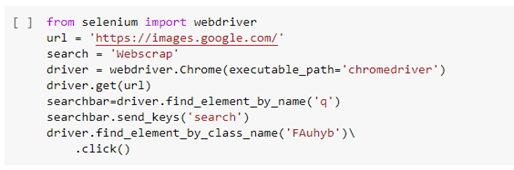 [ ] from selenium import webdriver
url = 'https://images.google.com/'
search = 'Webscrap'
driver = webdriver.Chrome(executable_path='chromedriver')
driver.get(url)
searchbar=driver.find_element_by_name('q')
searchbar.send_keys('search')
driver.find_element_by_class_name('FAuhyb')\
.click()